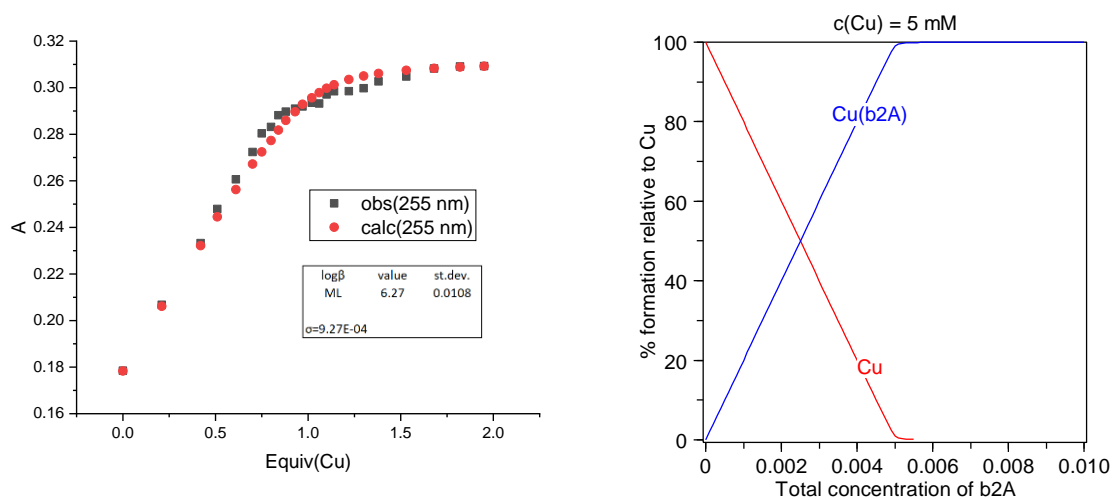 0.32
0.30
0.28
0.26
0.24
0.22
0.20
0.18
0.16
A
0.0 0.5 1.0 1.5 2.0
Equiv(Cu)
obs(255 nm)
calc(255 nm)
logβ value st.dev.
ML 6.27 0.0108
σ=9.27E-04
c(Cu) = 5 mM
100
80
60
40
20
0
% formation relative to Cu
Cu(b2A)
Cu
0 0.002 0.004 0.006 0.008 0.010
Total concentration of b2A